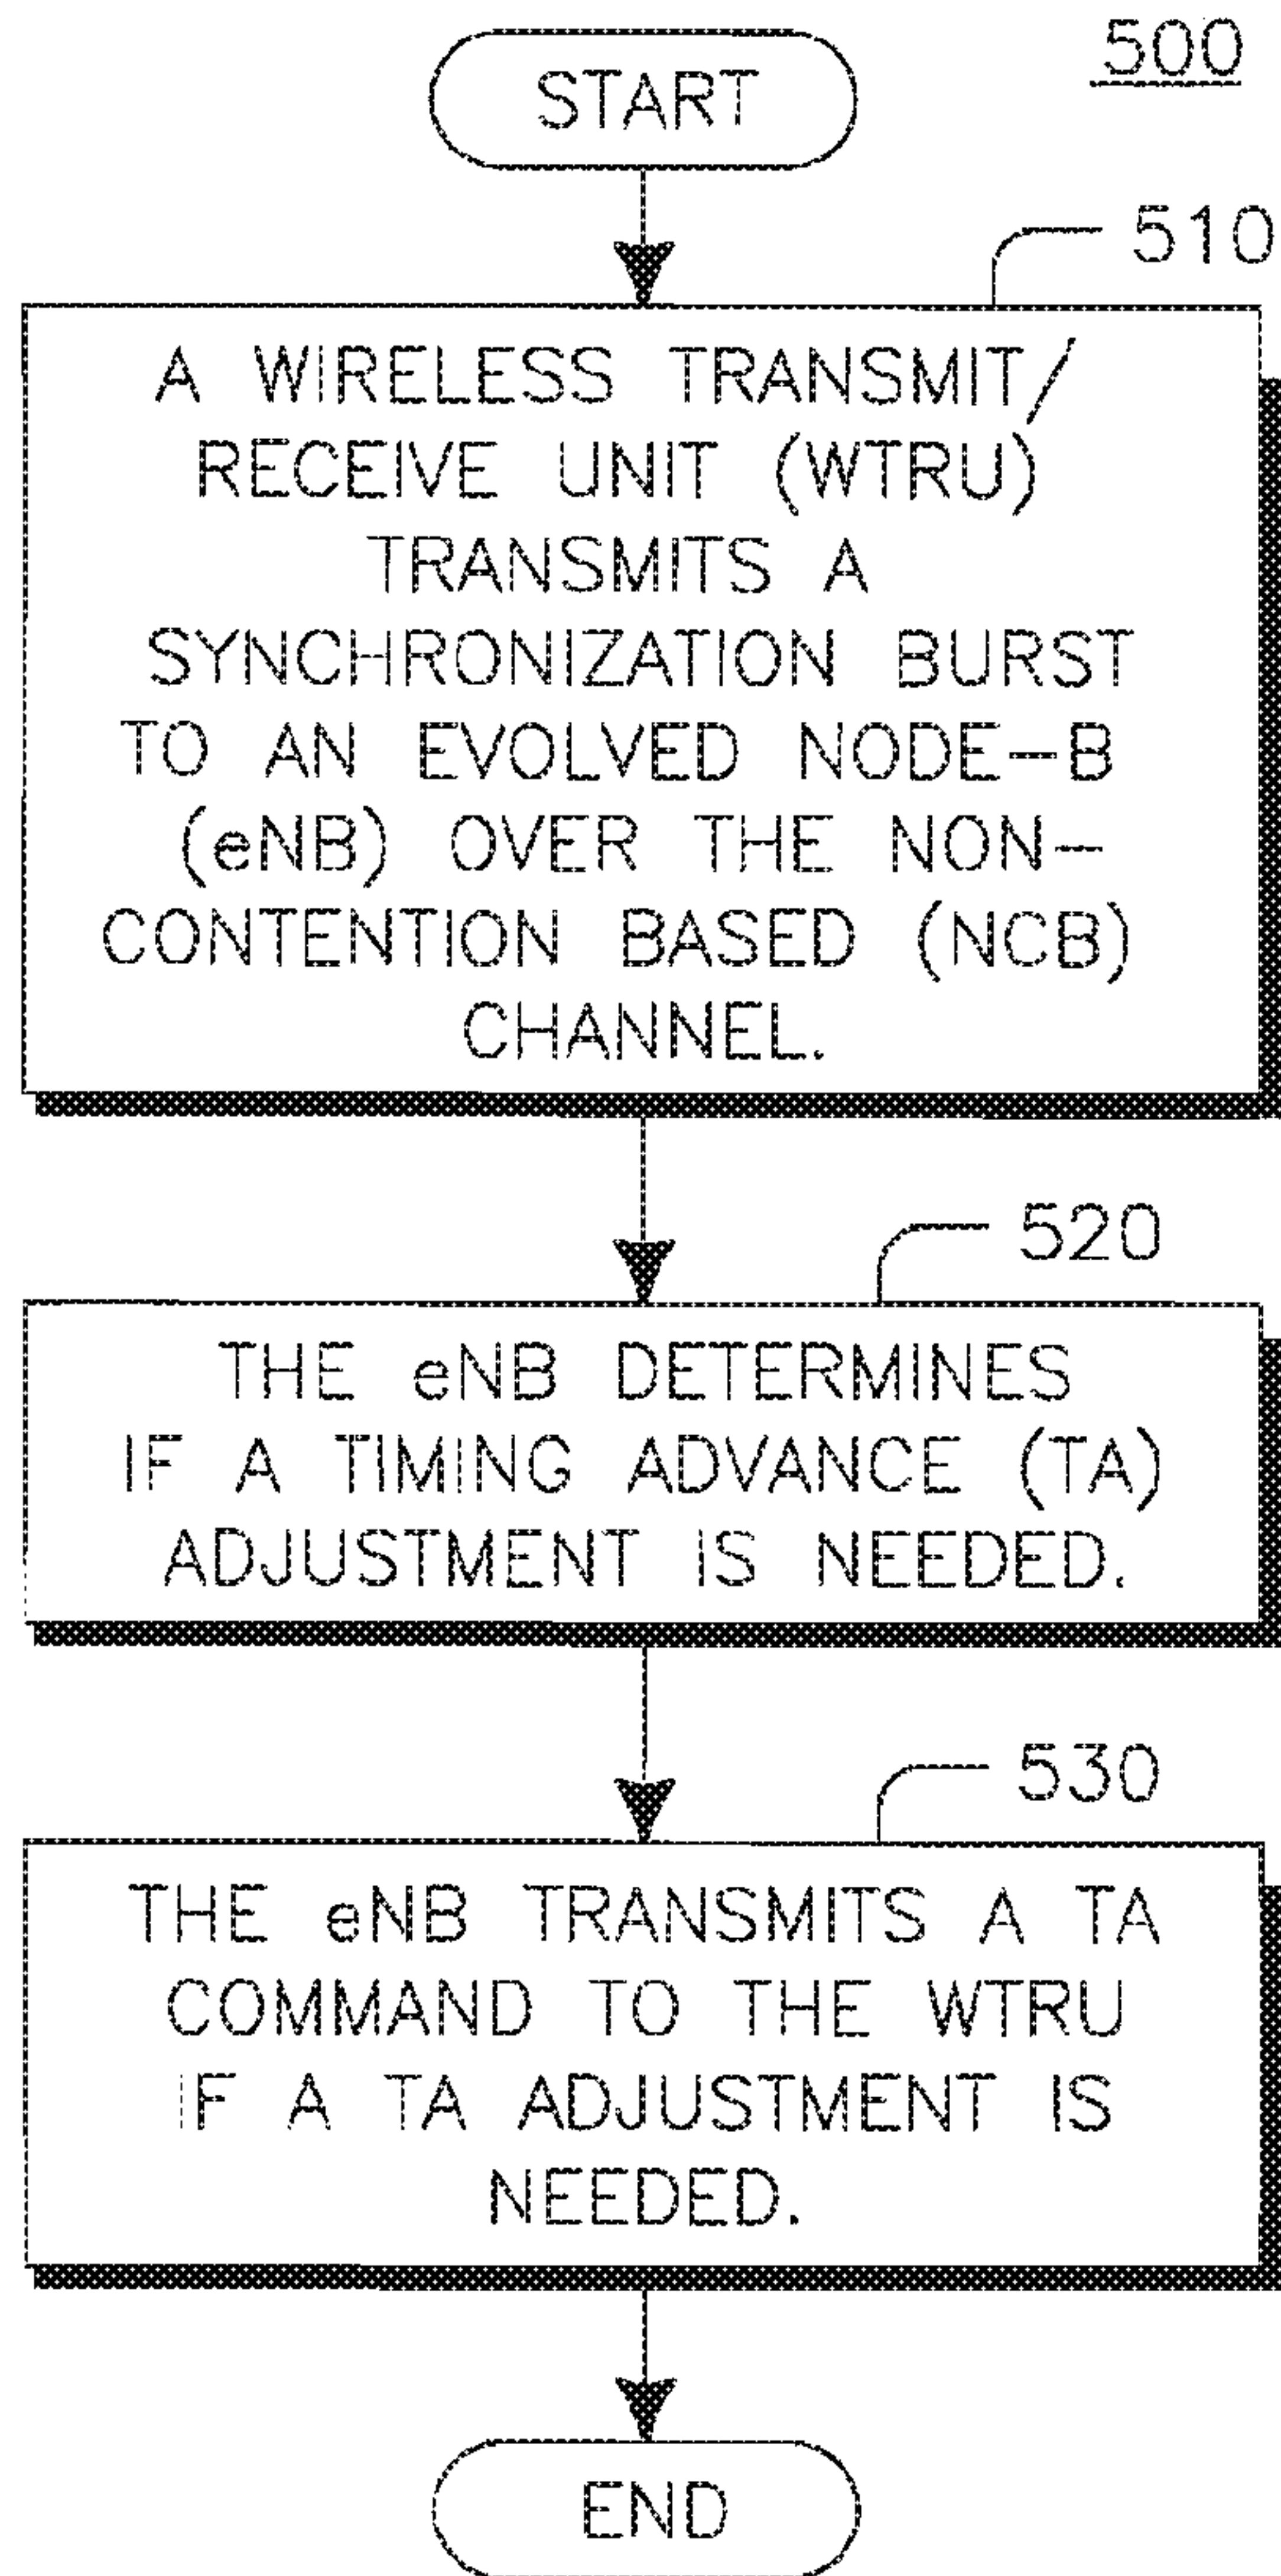 500
START
510
A WIRELESS TRANSMIT/
RECEIVE UNIT (WTRU)
TRANSMITS A
SYNCHRONIZATION BURST
TO AN EVOLVED NODE-B
(eNB) OVER THE NON-
CONTENTION BASED (NCB)
CHANNEL.
520
THE eNB DETERMINES
IF A TIMING ADVANCE (TA)
ADJUSTMENT IS NEEDED.
530
THE eNB TRANSMITS A TA
COMMAND TO THE WTRU
IF A TA ADJUSTMENT IS
NEEDED.
END